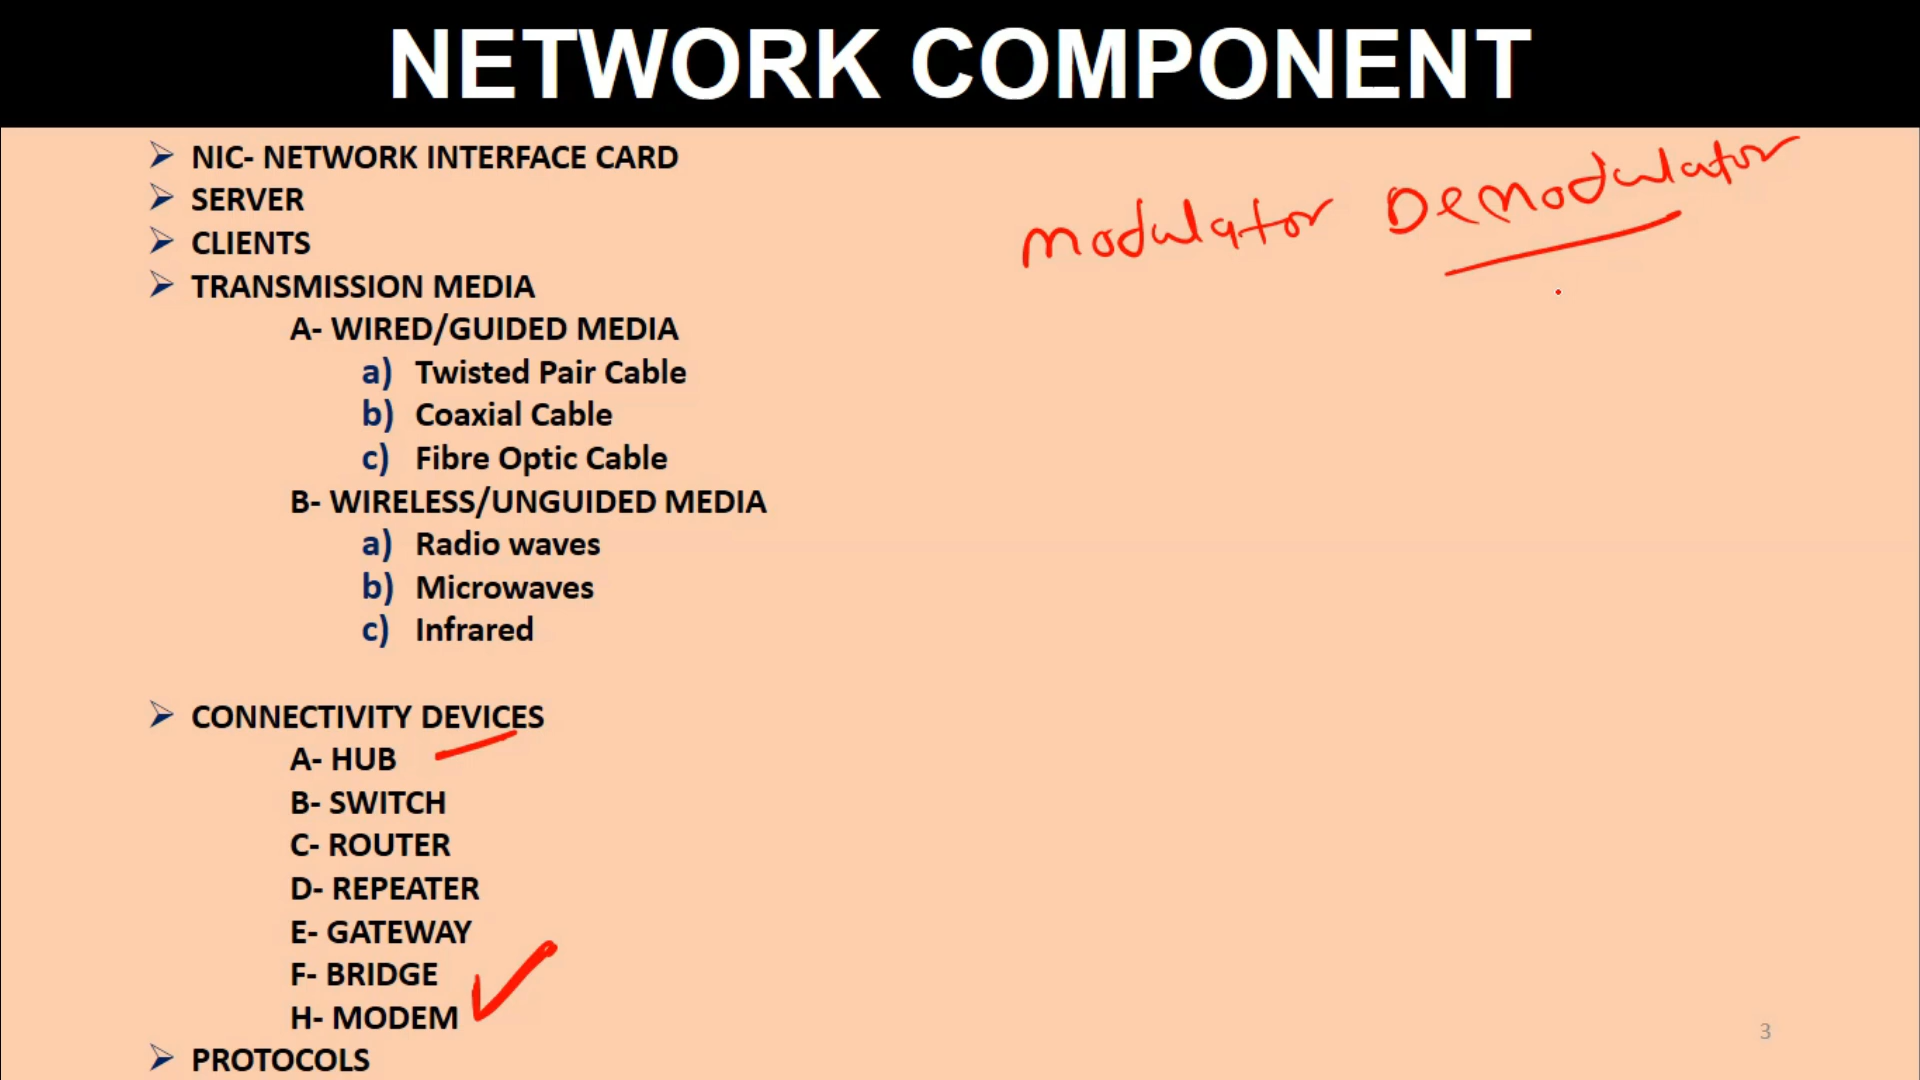 NETWORK COMPONENT
➢ NIC- NETWORK INTERFACE CARD
➢ SERVER
➢ CLIENTS
➢ TRANSMISSION MEDIA
A- WIRED/GUIDED MEDIA
a) Twisted Pair Cable
b) Coaxial Cable
c) Fibre Optic Cable
B- WIRELESS/UNGUIDED MEDIA
a) Radio waves
b) Microwaves
c) Infrared
➢ CONNECTIVITY DEVICES
A- HUB
B- SWITCH
C- ROUTER
D- REPEATER
E- GATEWAY
F- BRIDGE
H- MODEM
➢ PROTOCOLS
Modulator Demodulator
3